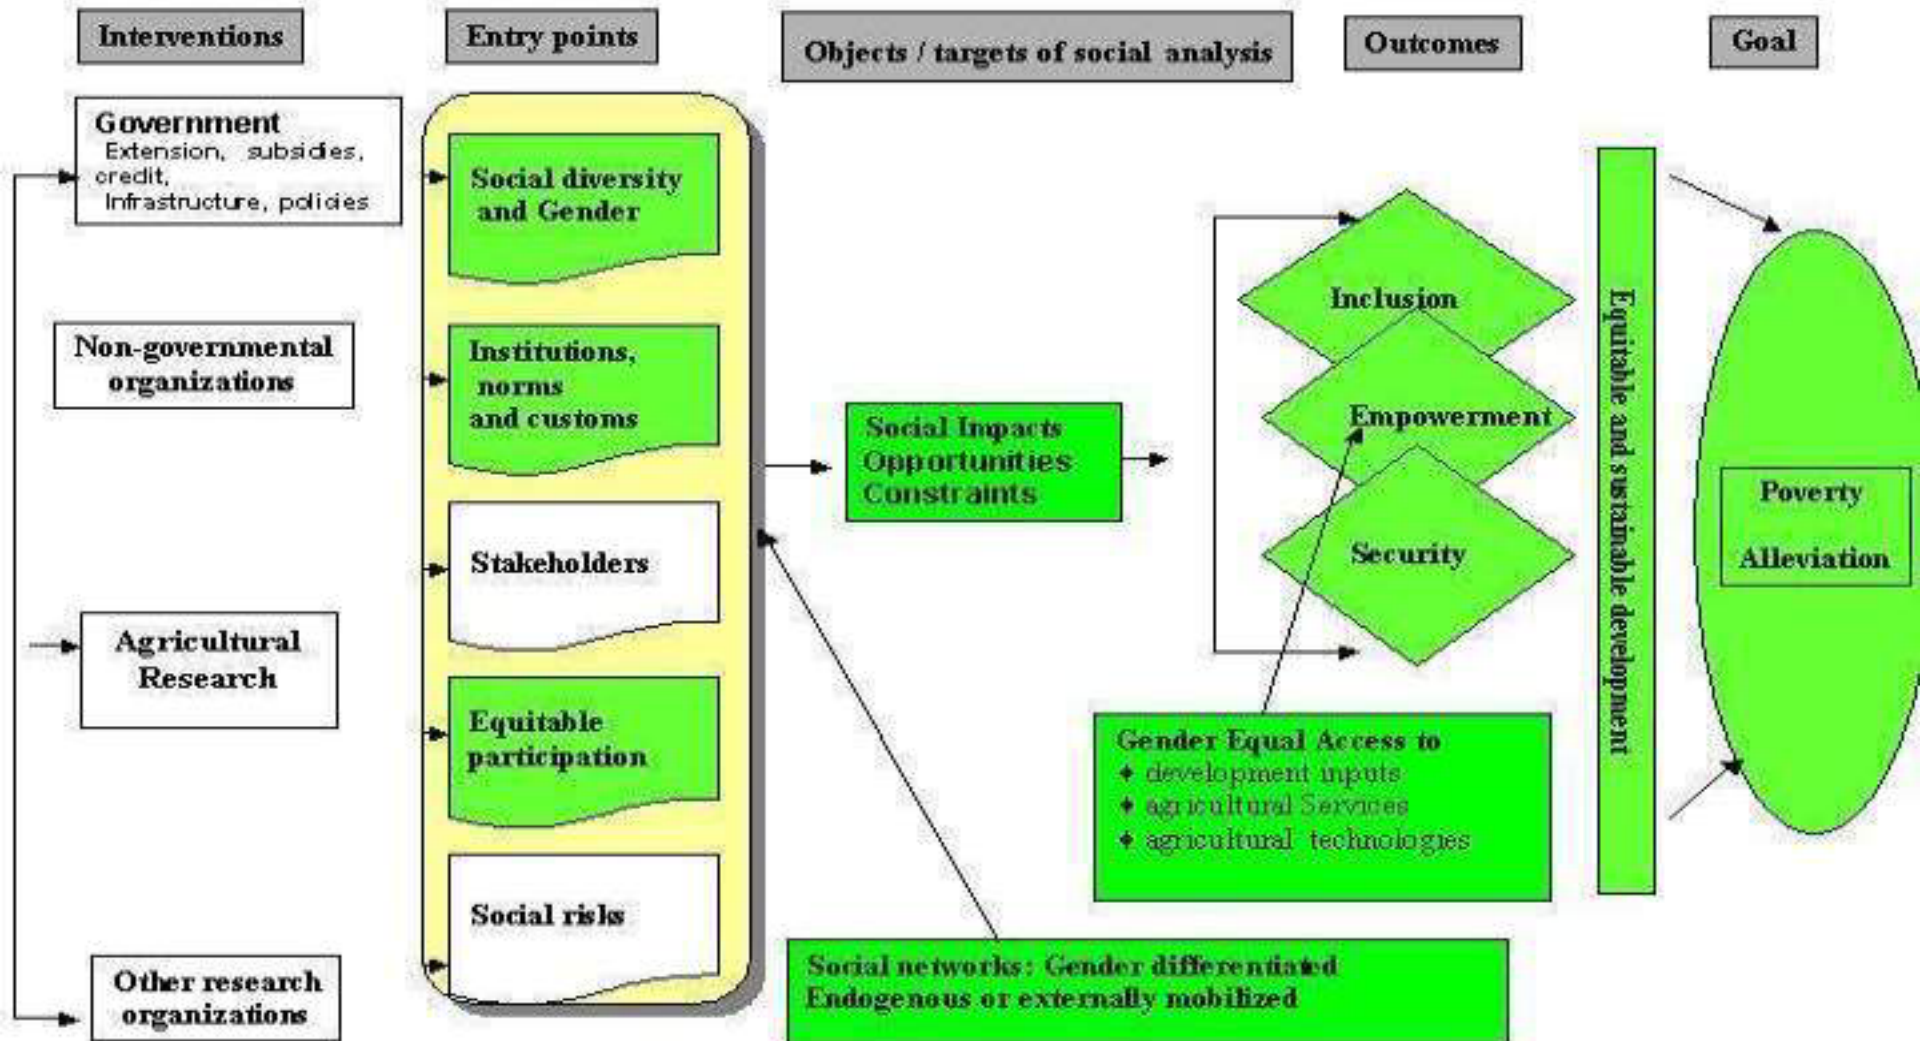 Interventions
Entry points
Objects / targets of social analysis
Outcomes
Goal
Government
Extension, subsidies,
credit,
Infrastructure, policies
Non-governmental
organizations
Agricultural
Research
Other research
organizations
Social diversity
and Gender
Institutions,
norms
and customs
Stakeholders
Equitable
participation
Social risks
Social Impacts
Opportunities
Constraints
Inclusion
Empowerment
Security
Gender Equal Access to
♦ development inputs
♦ agricultural Services
♦ agricultural technologies
Social networks: Gender differentiated
Endogenous or externally mobilized
Equitable and sustainable development
Poverty
Alleviation